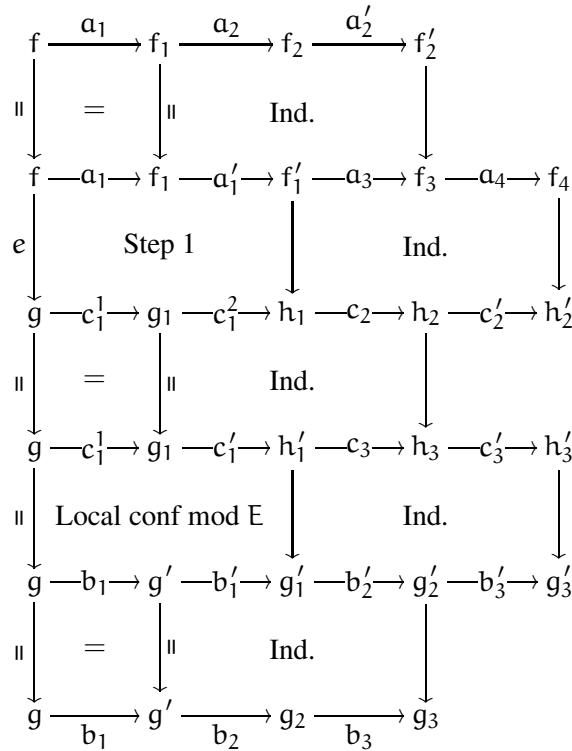 f a₁ f₁ a₂ f₂ a′₂ f′₂
॥ = ॥ Ind.
f a₁ f₁ a′₁ f′₁ a₃ f₃ a₄ f₄
e Step 1 Ind.
g c₁¹ g₁ c₁² h₁ c₂ h₂ c′₂ h′₂
॥ = ॥ Ind.
g c₁¹ g₁ c′₁ h′₁ c₃ h₃ c′₃ h′₃
॥ Local conf mod E Ind.
g b₁ g′ b′₁ g′₁ b′₂ g′₂ b′₃ g′₃
॥ = ॥ Ind.
g b₁ g′ b₂ g₂ b₃ g₃